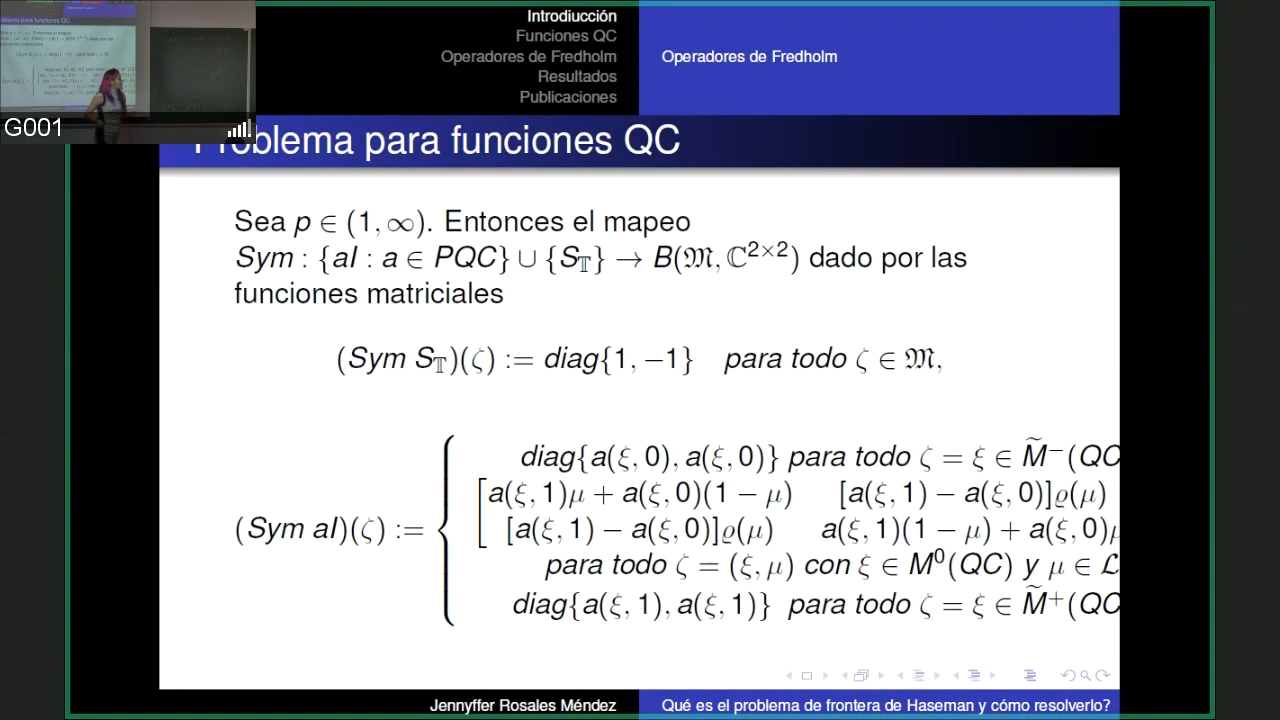 Introducción
Funciones QC
Operadores de Fredholm
Resultados
Publicaciones
Operadores de Fredholm
G001
Problema para funciones QC
Sea p ∈ (1, ∞). Entonces el mapeo
Sym : {aI : a ∈ PQC} ∪ {S_𝕋} → B(𝔐, ℂ^{2×2}) dado por las
funciones matriciales
(Sym S_𝕋)(ζ) := diag{1, −1} para todo ζ ∈ 𝔐,
diag{a(ξ, 0), a(ξ, 0)} para todo ζ = ξ ∈ M̃⁻(QC
[a(ξ, 1)μ + a(ξ, 0)(1 − μ) [a(ξ, 1) − a(ξ, 0)]ϱ(μ)
(Sym aI)(ζ) := { [a(ξ, 1) − a(ξ, 0)]ϱ(μ) a(ξ, 1)(1 − μ) + a(ξ, 0)μ
para todo ζ = (ξ, μ) con ξ ∈ M⁰(QC) y μ ∈ ℒ
diag{a(ξ, 1), a(ξ, 1)} para todo ζ = ξ ∈ M̃⁺(QC
Jennyffer Rosales Méndez
Qué es el problema de frontera de Haseman y cómo resolverlo?